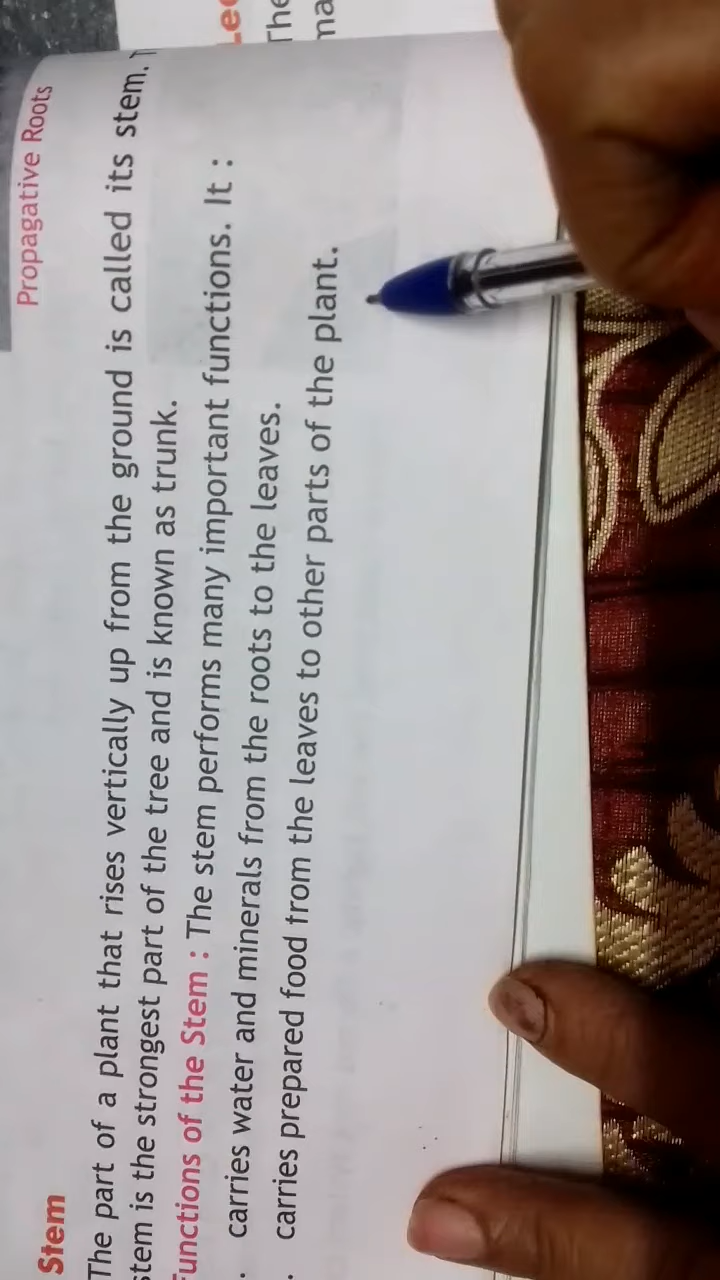 Propagative Roots
Stem
The part of a plant that rises vertically up from the ground is called its stem.
stem is the strongest part of the tree and is known as trunk.
Functions of the Stem : The stem performs many important functions. It :
. carries water and minerals from the roots to the leaves.
. carries prepared food from the leaves to other parts of the plant.